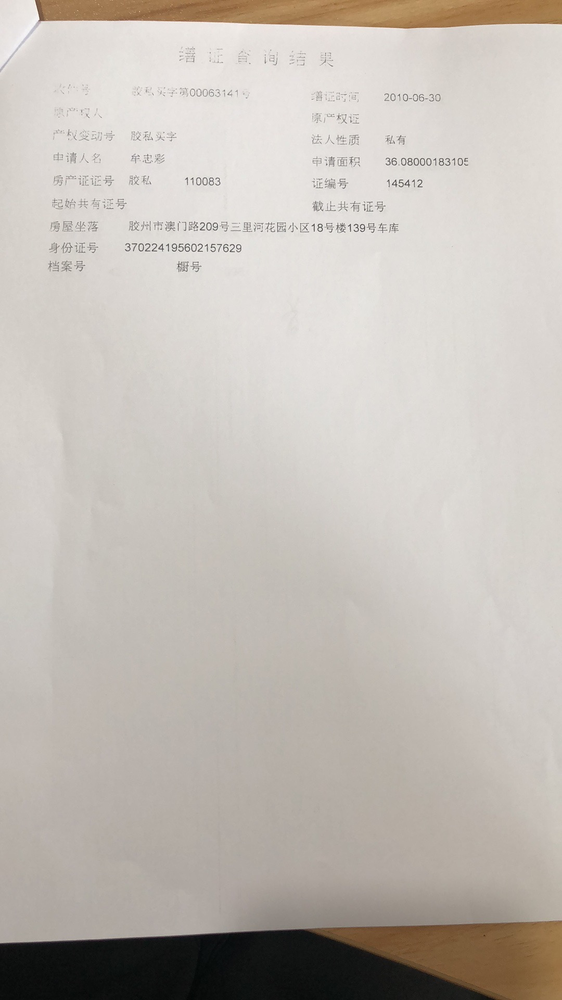 缮证查询结果
收件号 胶私买字第00063141号 缮证时间 2010-06-30
原产权人 原产权证
产权变动号 胶私买字 法人性质 私有
申请人名 牟忠彩 申请面积 36.08000183105
房产证证号 胶私 110083 证编号 145412
起始共有证号 截止共有证号
房屋坐落 胶州市澳门路209号三里河花园小区18号楼139号车库
身份证号 370224195602157629
档案号 橱号